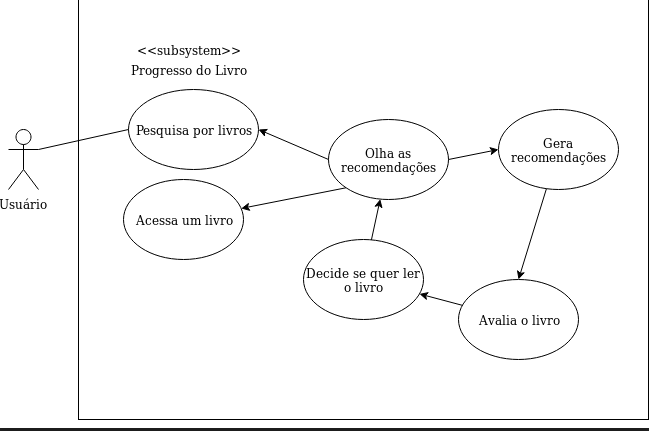 <<subsystem>>
Progresso do Livro
Usuário
Pesquisa por livros
Olha as
recomendações
Gera
recomendações
Acessa um livro
Decide se quer ler
o livro
Avalia o livro